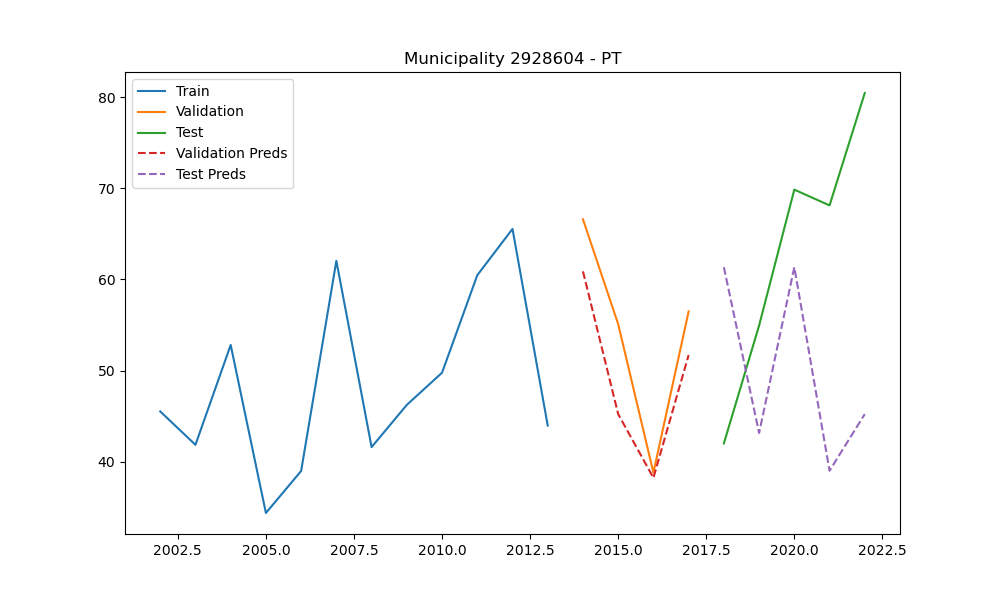 Municipality 2928604 - PT
Train
Validation
Test
Validation Preds
Test Preds
80
70
60
50
40
2002.5 2005.0 2007.5 2010.0 2012.5 2015.0 2017.5 2020.0 2022.5